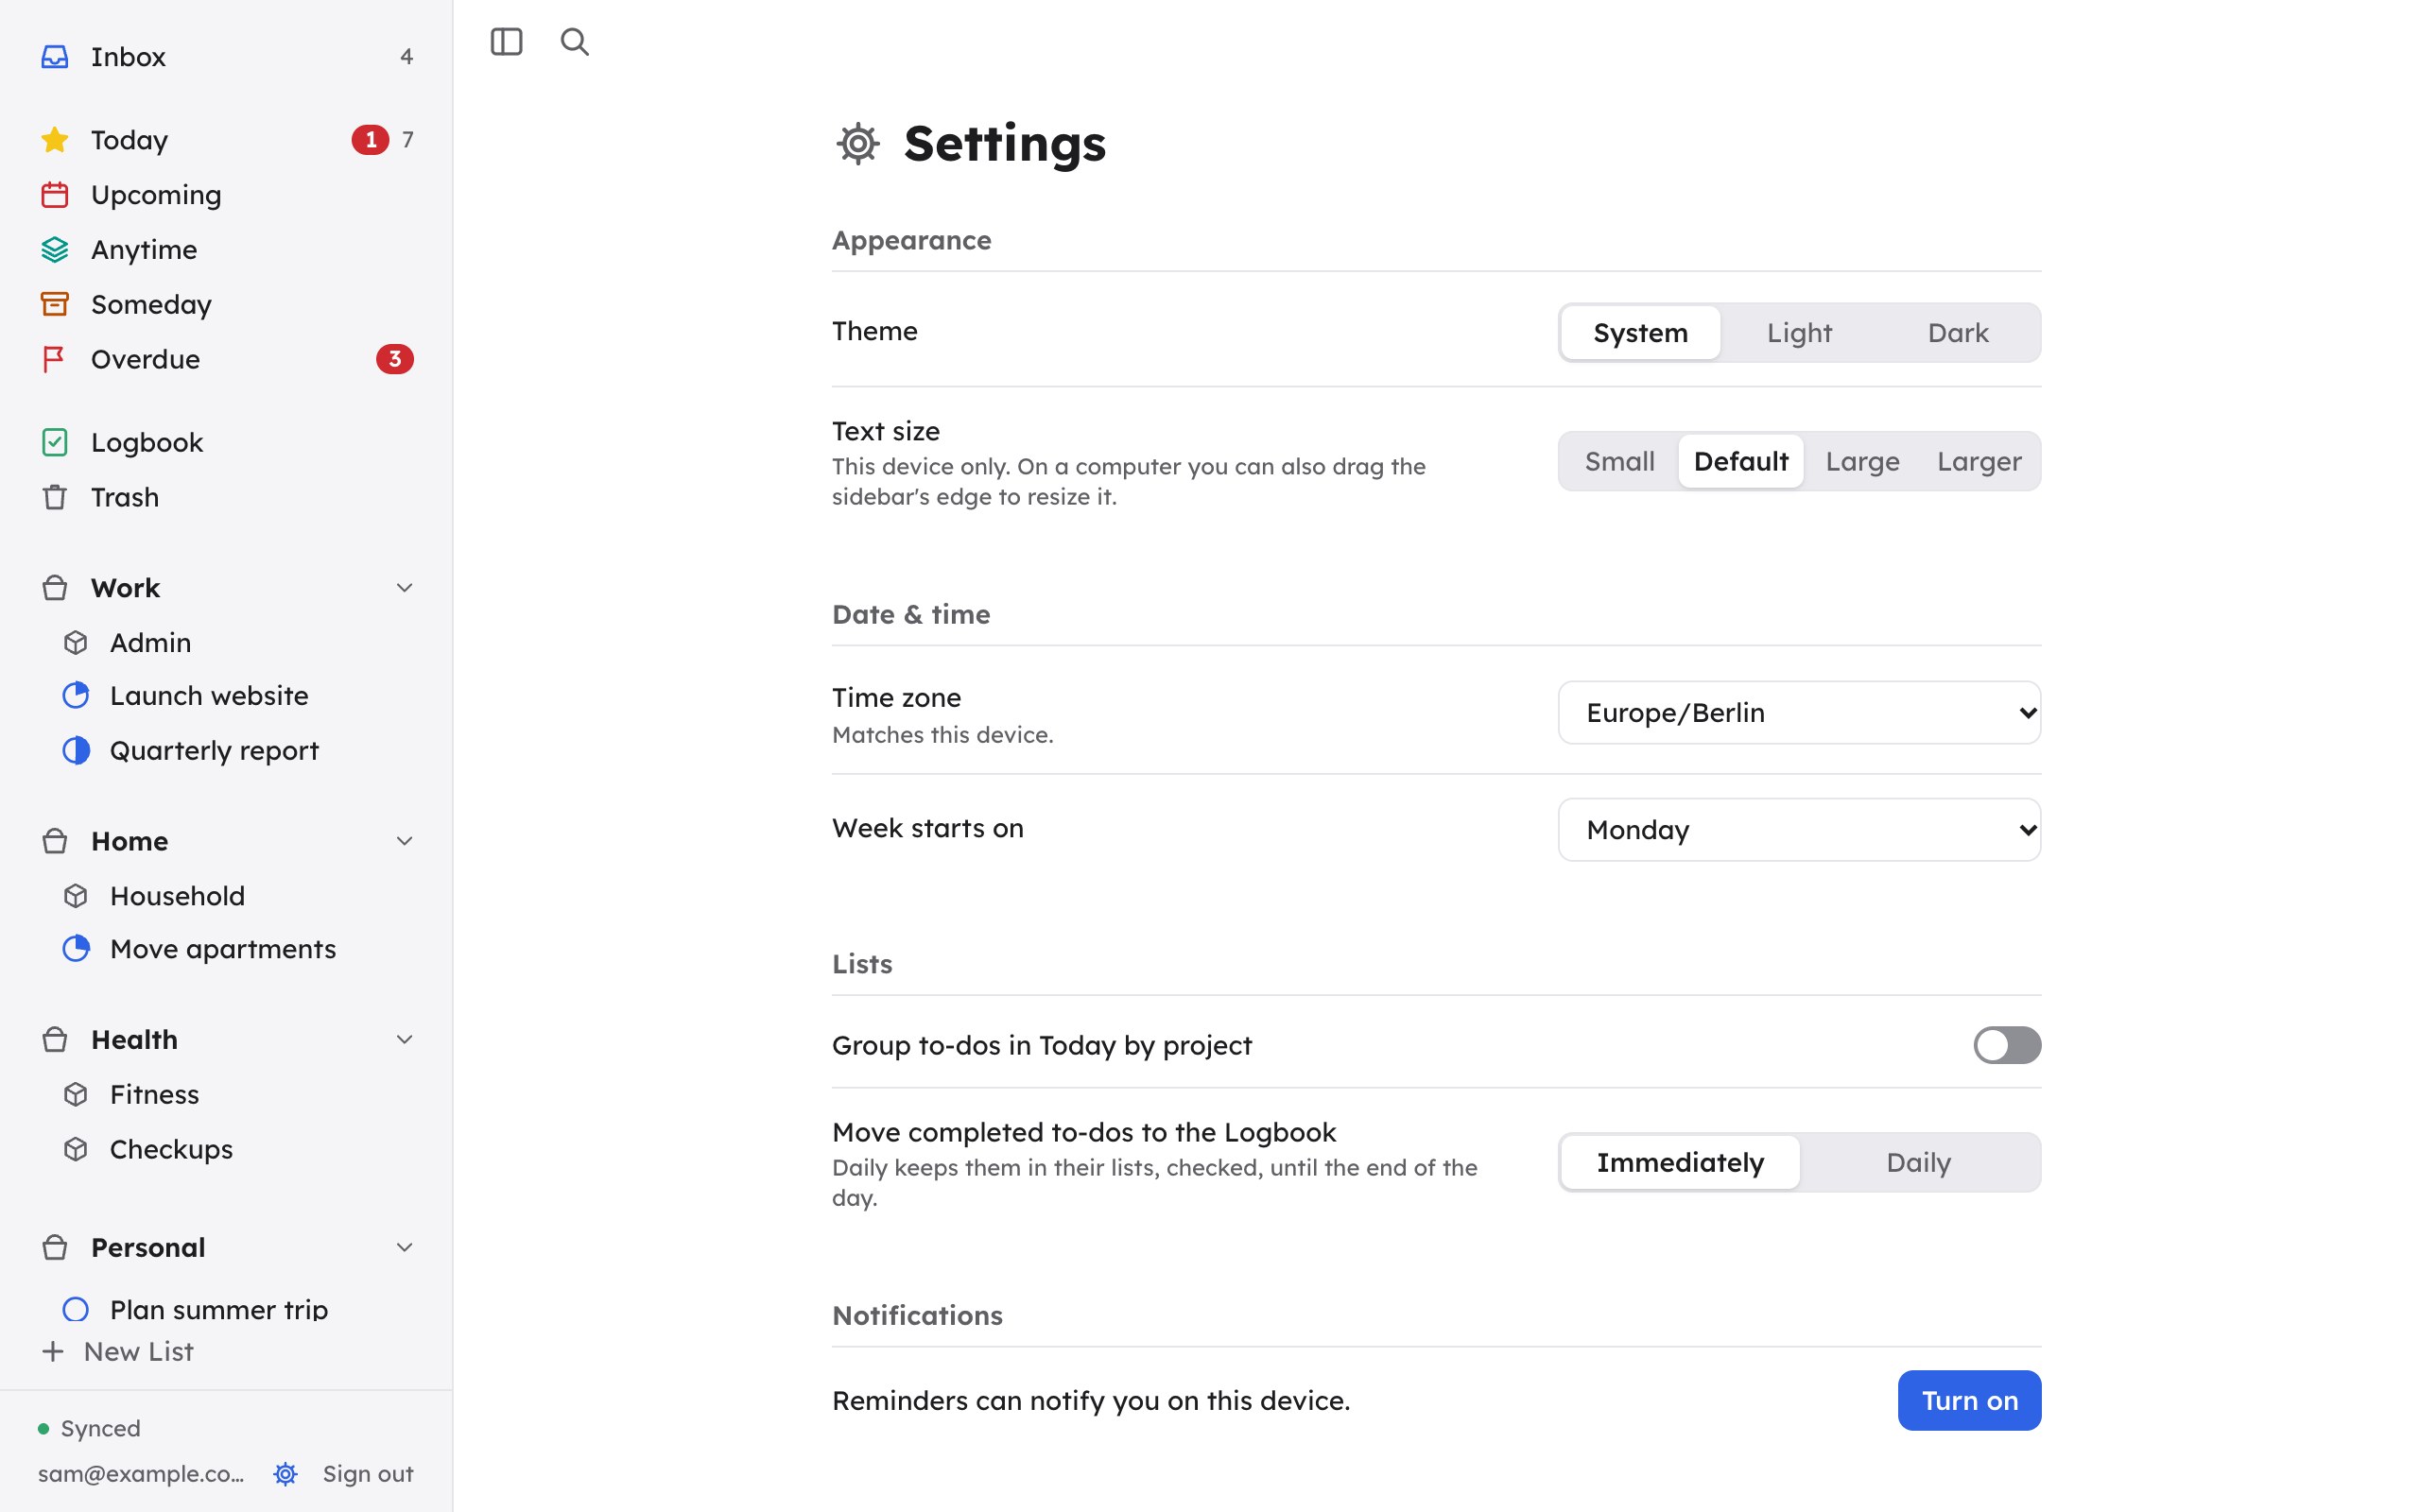 Inbox 4
Today 1 7
Upcoming
Anytime
Someday
Overdue 3
Logbook
Trash
Work
Admin
Launch website
Quarterly report
Home
Household
Move apartments
Health
Fitness
Checkups
Personal
Plan summer trip
New List
Synced
sam@example.co... Sign out
Settings
Appearance
Theme
System Light Dark
Text size
This device only. On a computer you can also drag the
sidebar's edge to resize it.
Small Default Large Larger
Date & time
Time zone
Matches this device.
Europe/Berlin
Week starts on
Monday
Lists
Group to-dos in Today by project
Move completed to-dos to the Logbook
Daily keeps them in their lists, checked, until the end of the
day.
Immediately Daily
Notifications
Reminders can notify you on this device.
Turn on